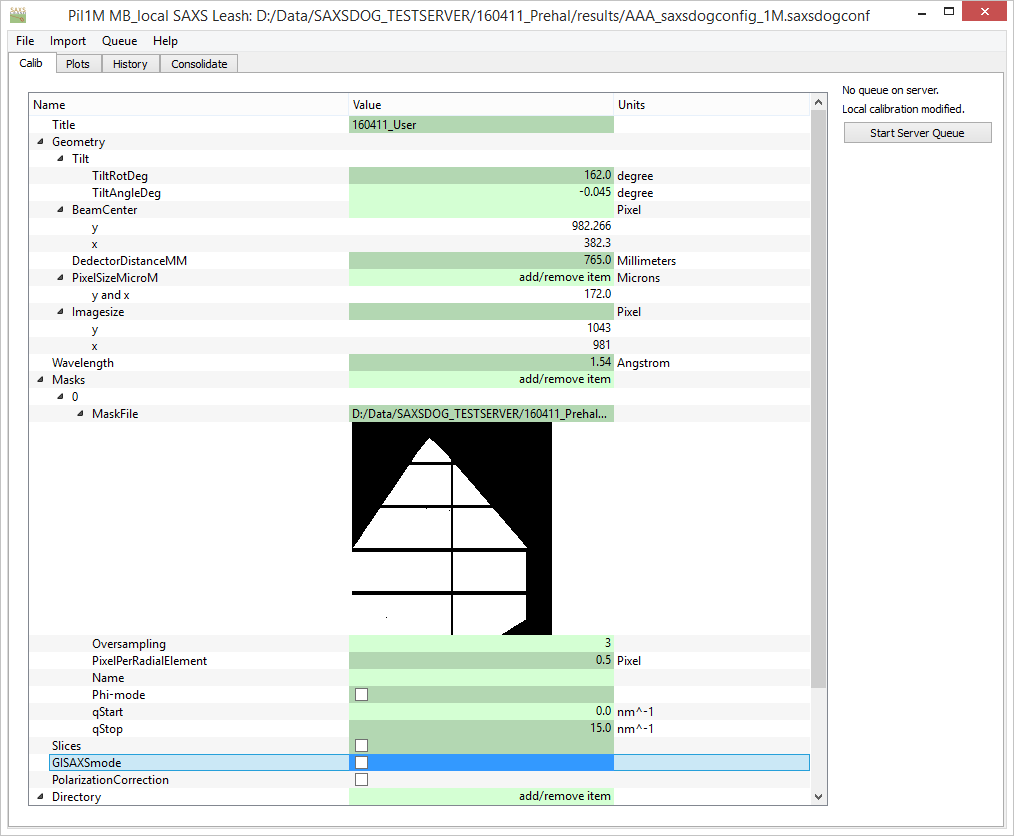 Pil1M MB_local SAXS Leash: D:/Data/SAXSDOG_TESTSERVER/160411_Prehal/results/AAA_saxsdogconfig_1M.saxsdogconf
File Import Queue Help
Calib Plots History Consolidate
No queue on server.
Local calibration modified.
Start Server Queue
Name Value Units
Title 160411_User
Geometry
Tilt
TiltRotDeg 162.0 degree
TiltAngleDeg -0.045 degree
BeamCenter Pixel
y 982.266
x 382.3
DedectorDistanceMM 765.0 Millimeters
PixelSizeMicroM add/remove item Microns
y and x 172.0
Imagesize Pixel
y 1043
x 981
Wavelength 1.54 Angstrom
Masks add/remove item
0
MaskFile D:/Data/SAXSDOG_TESTSERVER/160411_Prehal...
Oversampling 3
PixelPerRadialElement 0.5 Pixel
Name
Phi-mode
qStart 0.0 nm^-1
qStop 15.0 nm^-1
Slices
GISAXSmode
PolarizationCorrection
Directory add/remove item